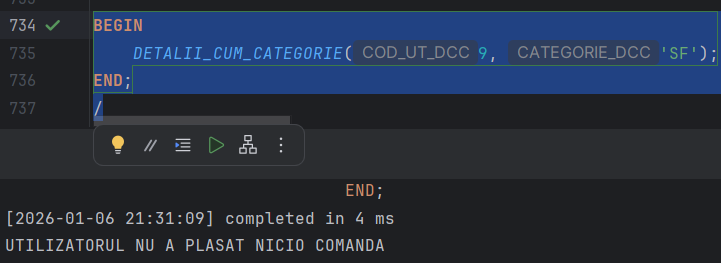 734 BEGIN
735 DETALII_CUM_CATEGORIE( COD_UT_DCC 9, CATEGORIE_DCC 'SF');
736 END;
737 /
END;
[2026-01-06 21:31:09] completed in 4 ms
UTILIZATORUL NU A PLASAT NICIO COMANDA